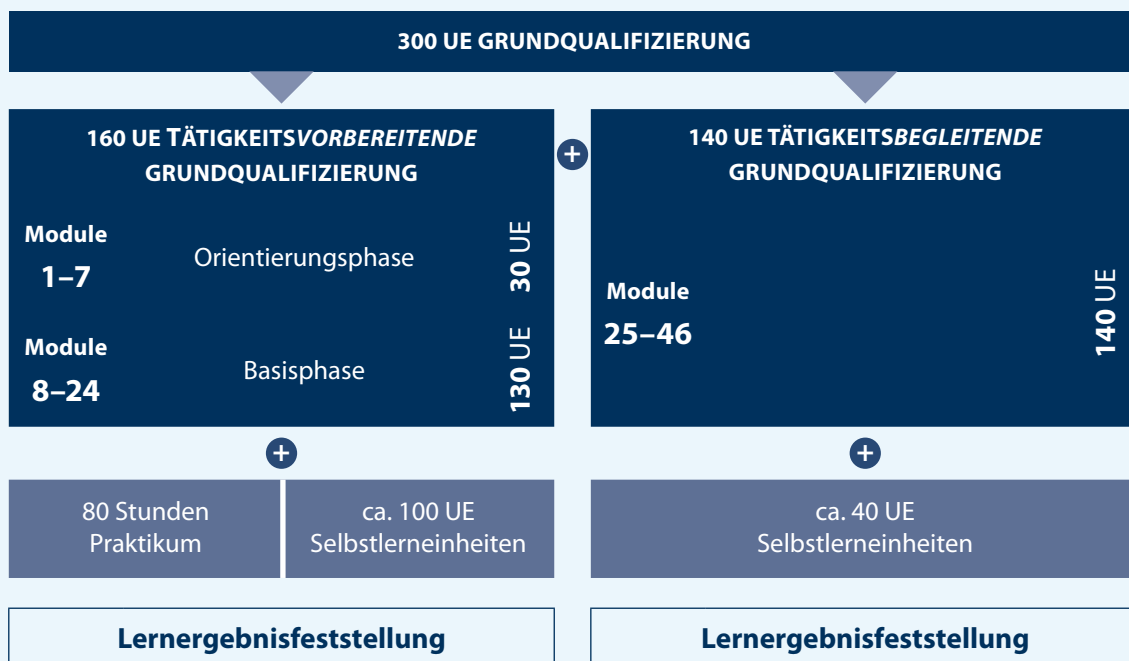 300 UE GRUNDQUALIFIZIERUNG
160 UE TÄTIGKEITSVORBEREITENDE
GRUNDQUALIFIZIERUNG
Module
1–7
Orientierungsphase
30 UE
Module
8–24
Basisphase
130 UE
+
140 UE TÄTIGKEITSBEGLEITENDE
GRUNDQUALIFIZIERUNG
Module
25–46
140 UE
+
80 Stunden
Praktikum
ca. 100 UE
Selbstlerneinheiten
+
ca. 40 UE
Selbstlerneinheiten
Lernergebnisfeststellung
Lernergebnisfeststellung